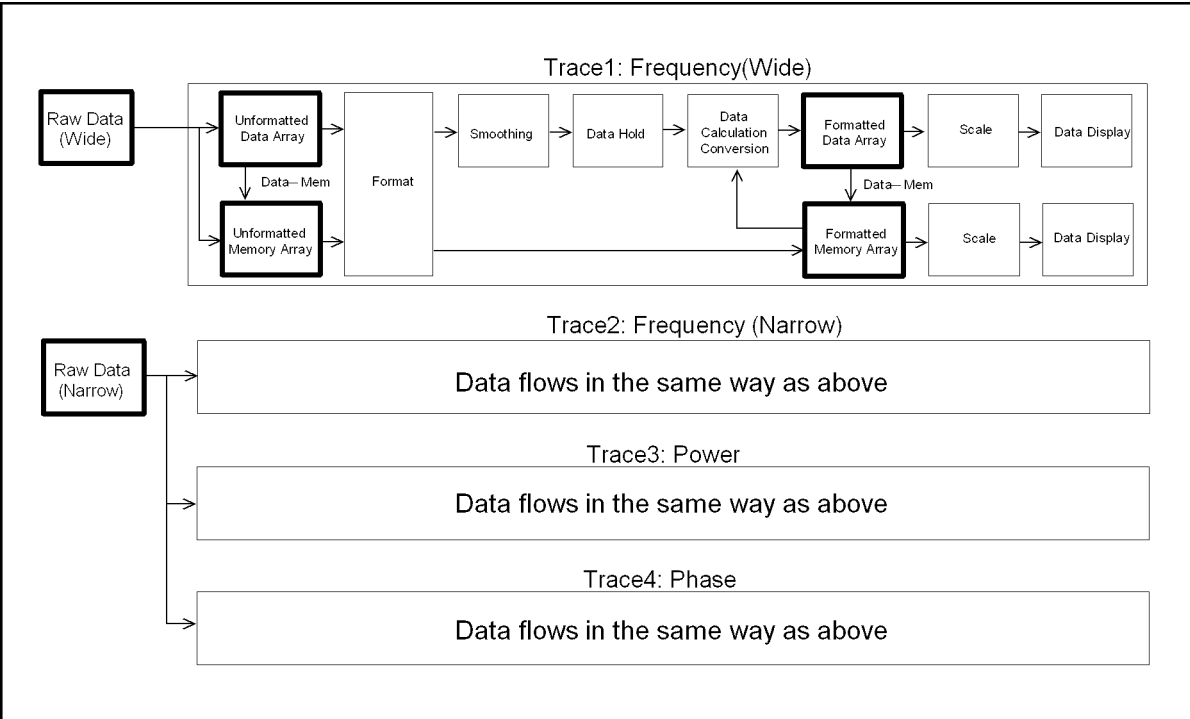 Trace1: Frequency(Wide)
Raw Data
(Wide)
Unformatted
Data Array
Data– Mem
Unformatted
Memory Array
Format
Smoothing
Data Hold
Data
Calculation
Conversion
Formatted
Data Array
Data– Mem
Formatted
Memory Array
Scale
Data Display
Scale
Data Display
Trace2: Frequency (Narrow)
Raw Data
(Narrow)
Data flows in the same way as above
Trace3: Power
Data flows in the same way as above
Trace4: Phase
Data flows in the same way as above